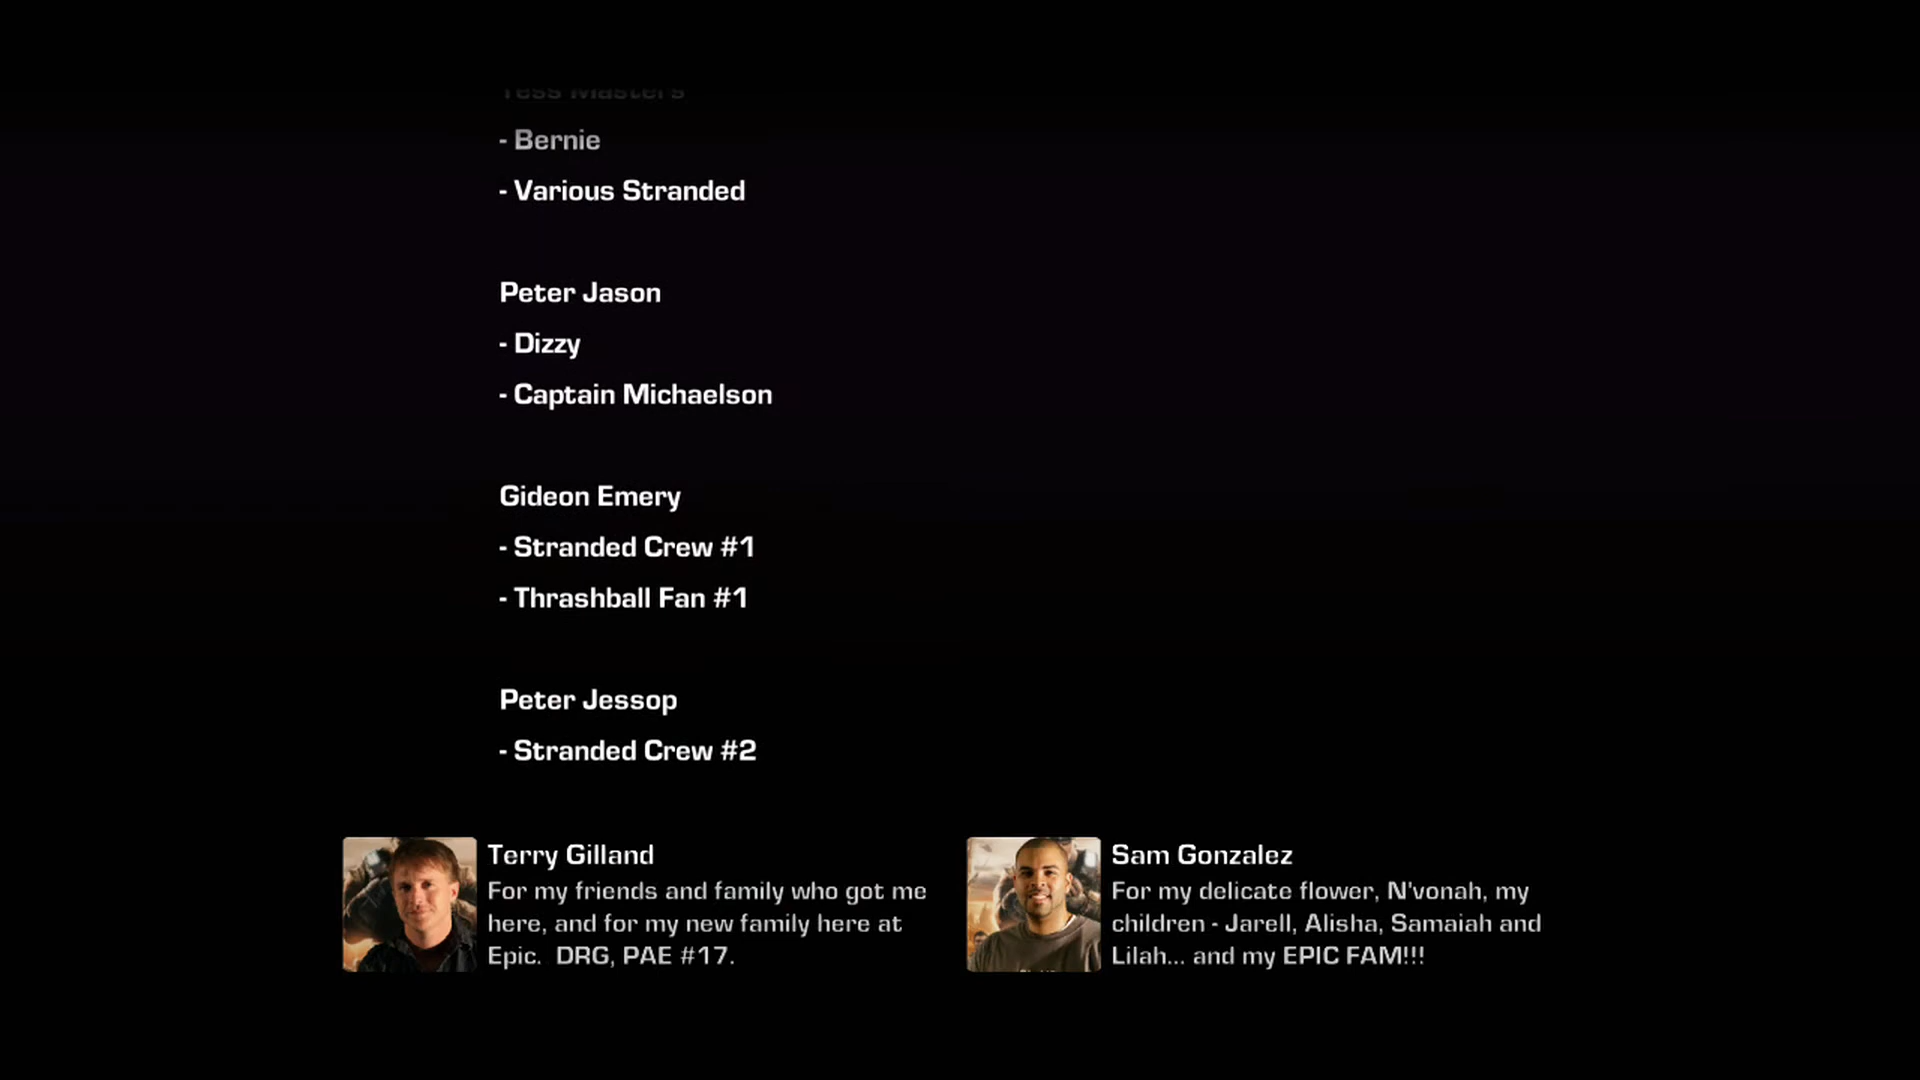 Tess Masters
- Bernie
- Various Stranded
Peter Jason
- Dizzy
- Captain Michaelson
Gideon Emery
- Stranded Crew #1
- Thrashball Fan #1
Peter Jessop
- Stranded Crew #2
Terry Gilland
For my friends and family who got me
here, and for my new family here at
Epic.  DRG, PAE #17.
Sam Gonzalez
For my delicate flower, N'vonah, my
children - Jarell, Alisha, Samaiah and
Lilah... and my EPIC FAM!!!